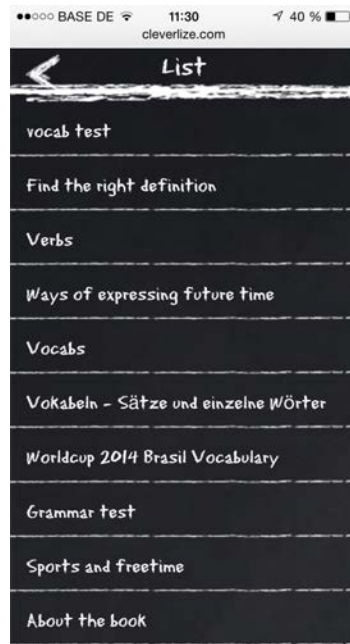 BASE DE 11:30 40 %
cleverlize.com
List
vocab test
Find the right definition
Verbs
Ways of expressing future time
Vocabs
Vokabeln - Sätze und einzelne Wörter
Worldcup 2014 Brasil Vocabulary
Grammar test
Sports and freetime
About the book